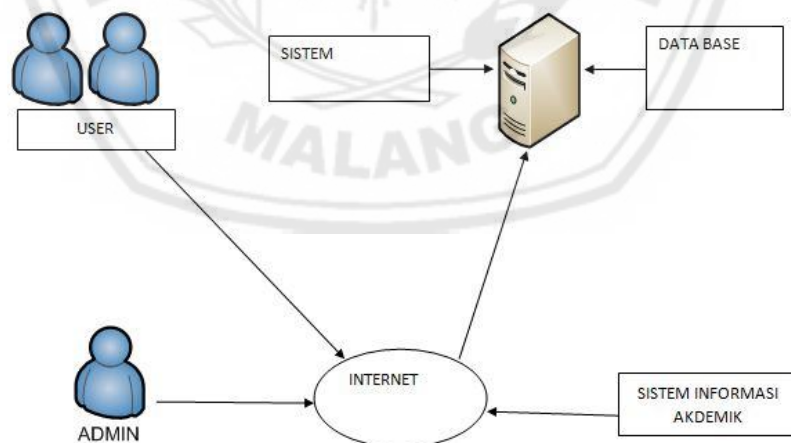 SISTEM
DATA BASE
USER
MALANG
INTERNET
ADMIN
SISTEM INFORMASI
AKDEMIK